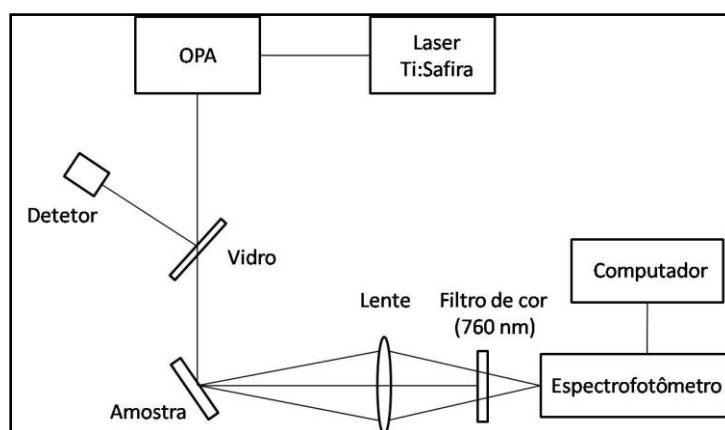 OPA
Laser
Ti:Safira
Detetor
Vidro
Computador
Lente
Filtro de cor
(760 nm)
Amostra
Espectrofotômetro